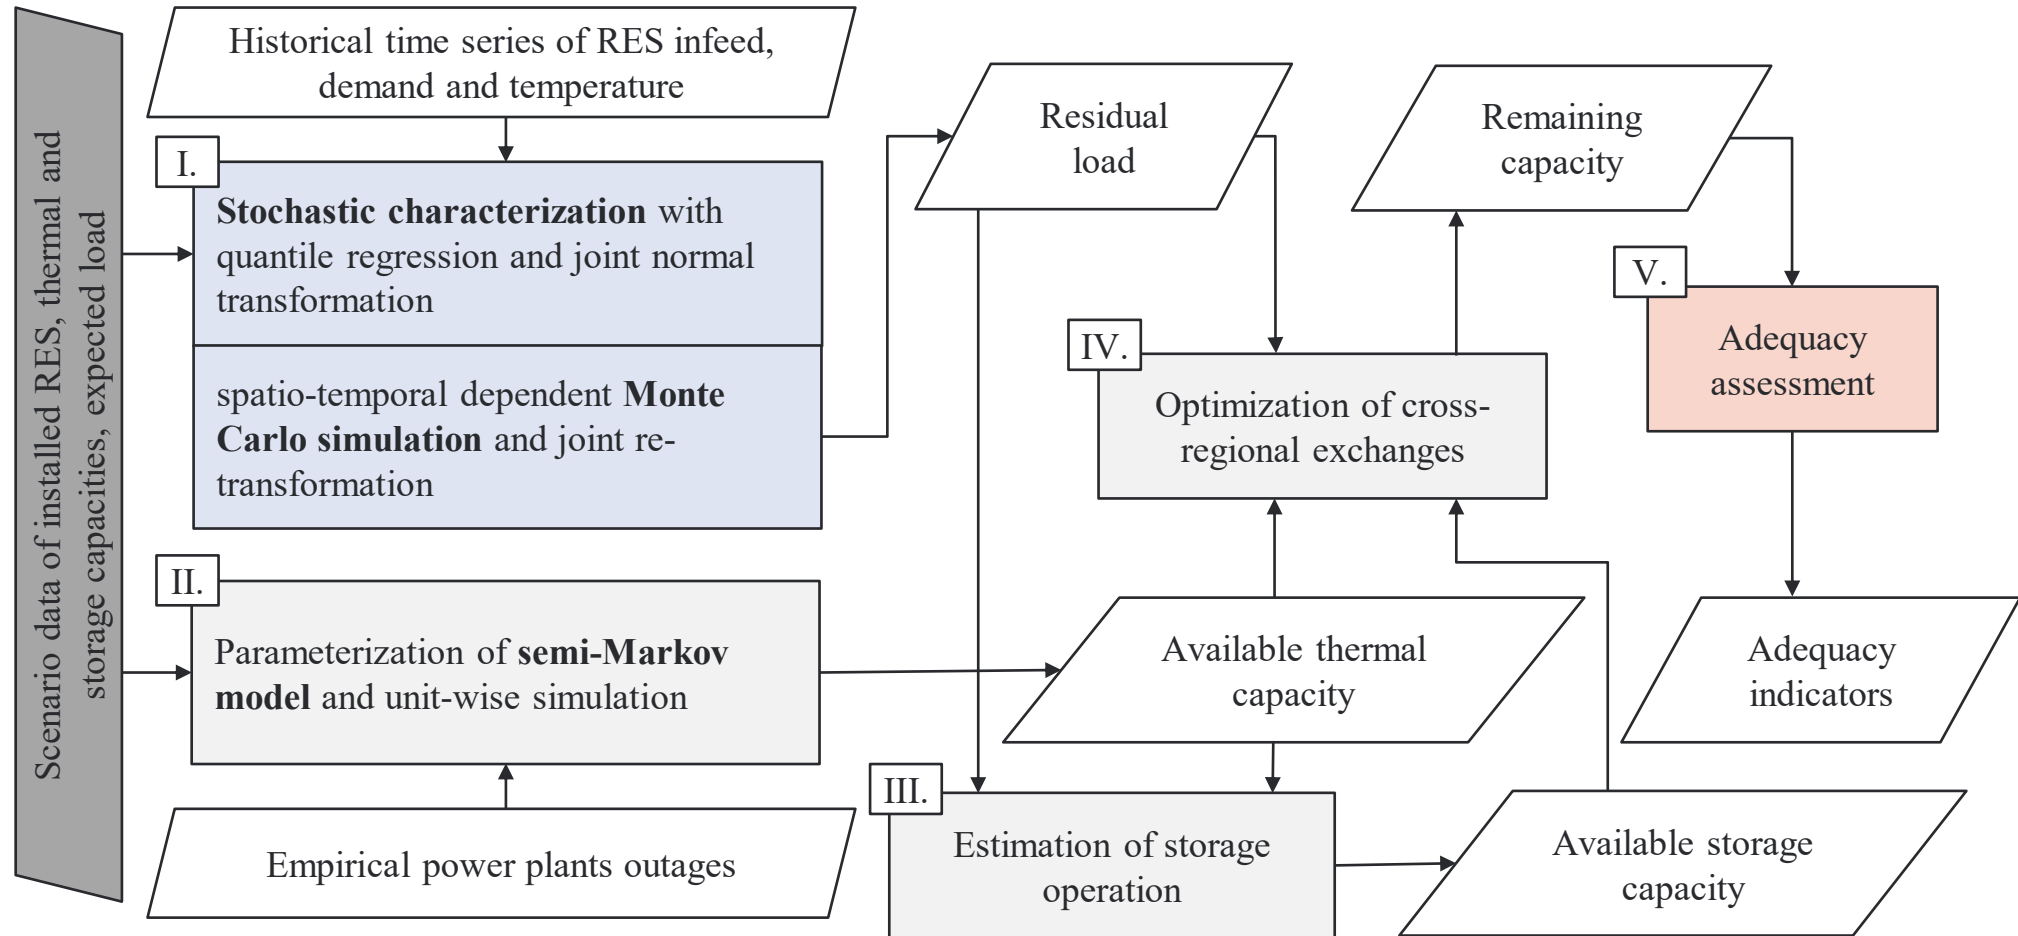 Scenario data of installed RES, thermal and
storage capacities, expected load
Historical time series of RES infeed,
demand and temperature
I.
Stochastic characterization with
quantile regression and joint normal
transformation
spatio-temporal dependent Monte
Carlo simulation and joint re-
transformation
II.
Parameterization of semi-Markov
model and unit-wise simulation
Empirical power plants outages
Residual
load
Remaining
capacity
IV.
Optimization of cross-
regional exchanges
V.
Adequacy
assessment
Available thermal
capacity
Adequacy
indicators
III.
Estimation of storage
operation
Available storage
capacity